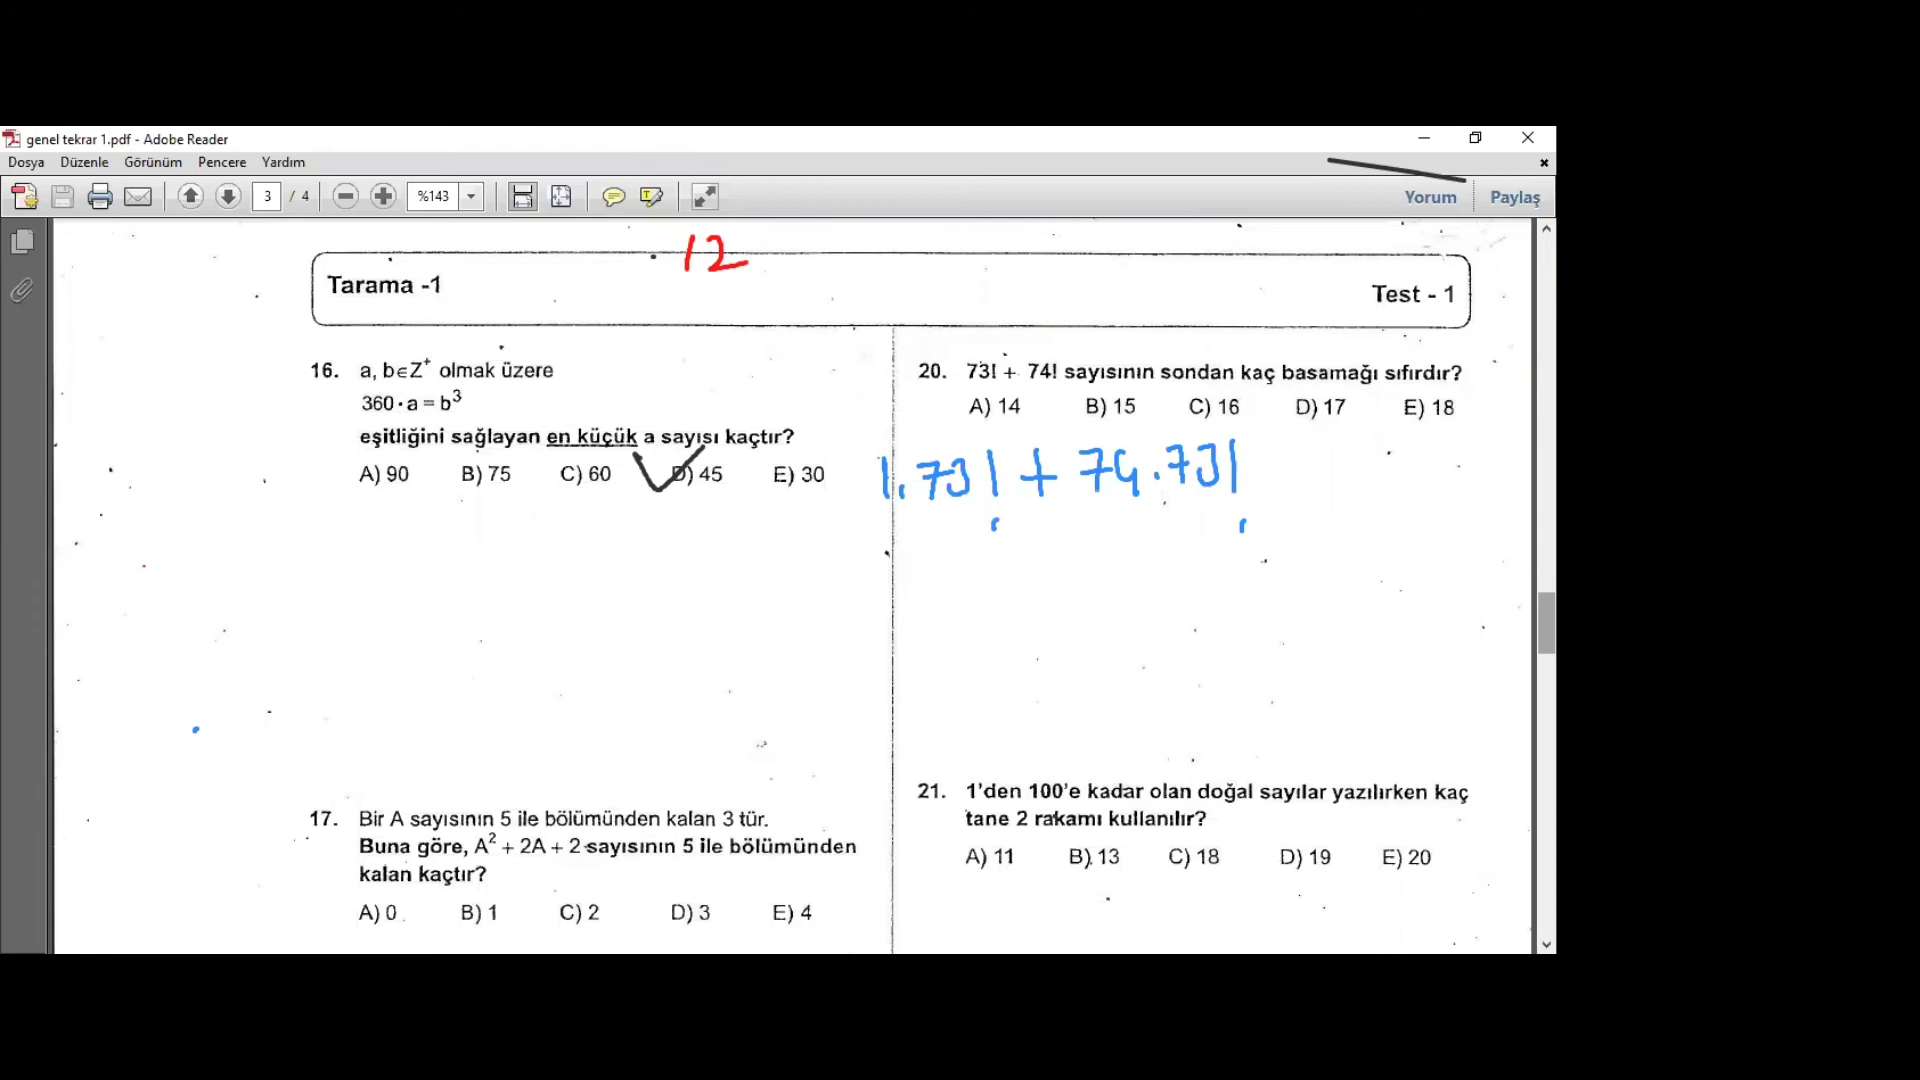 genel tekrar 1.pdf - Adobe Reader
Dosya Düzenle Görünüm Pencere Yardım
3 / 4 %143 Yorum Paylaş
12
Tarama -1
Test - 1
16. a, b∈Z⁺ olmak üzere
360·a = b³
eşitliğini sağlayan en küçük a sayısı kaçtır?
A) 90 B) 75 C) 60 D) 45 E) 30
17. Bir A sayısının 5 ile bölümünden kalan 3 tür.
Buna göre, A² + 2A + 2 sayısının 5 ile bölümünden
kalan kaçtır?
A) 0 B) 1 C) 2 D) 3 E) 4
20. 73! + 74! sayısının sondan kaç basamağı sıfırdır?
A) 14 B) 15 C) 16 D) 17 E) 18
1.73! + 74.73!
21. 1'den 100'e kadar olan doğal sayılar yazılırken kaç
tane 2 rakamı kullanılır?
A) 11 B) 13 C) 18 D) 19 E) 20